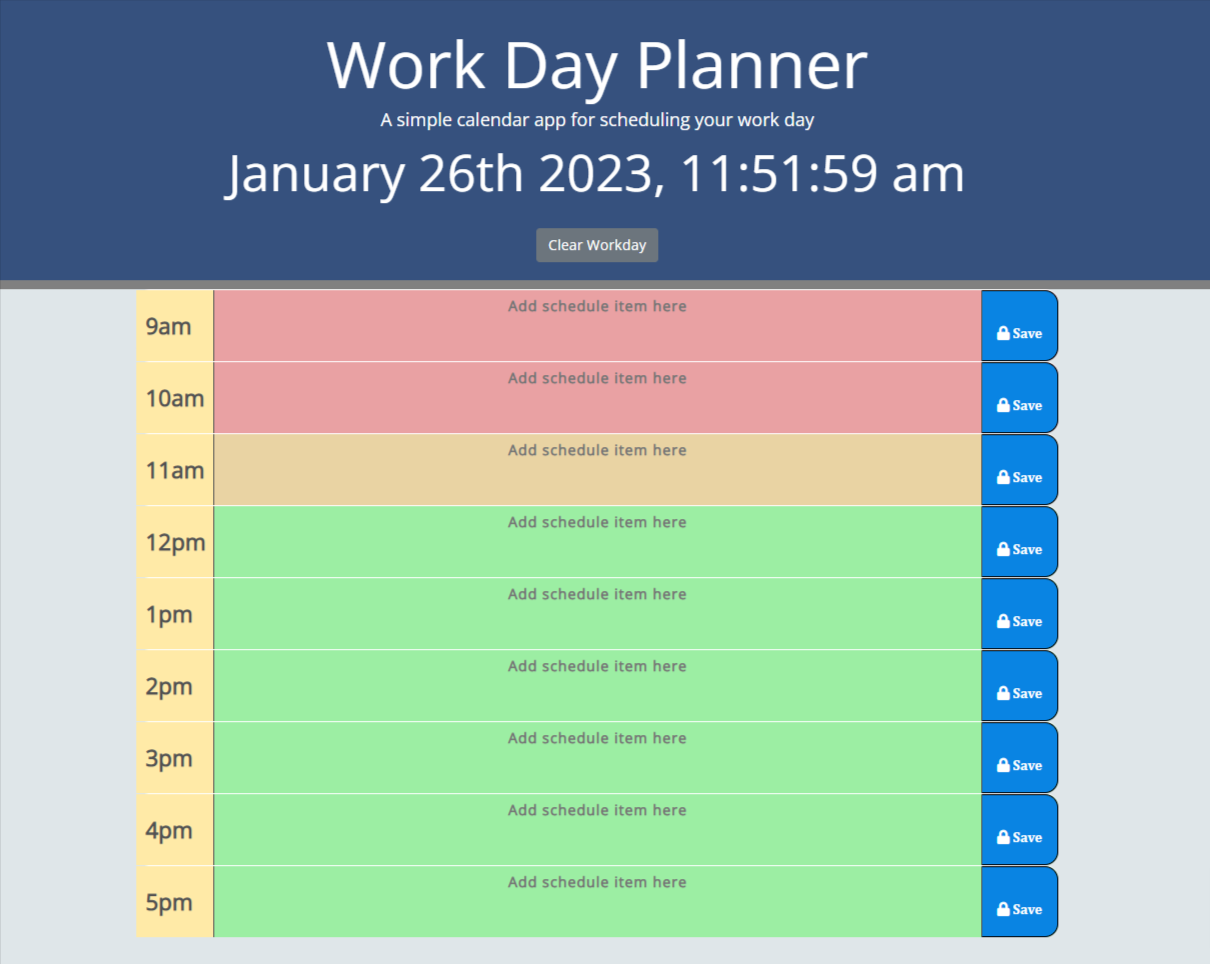 Work Day Planner
A simple calendar app for scheduling your work day
January 26th 2023, 11:51:59 am
Clear Workday
9am Add schedule item here Save
10am Add schedule item here Save
11am Add schedule item here Save
12pm Add schedule item here Save
1pm Add schedule item here Save
2pm Add schedule item here Save
3pm Add schedule item here Save
4pm Add schedule item here Save
5pm Add schedule item here Save